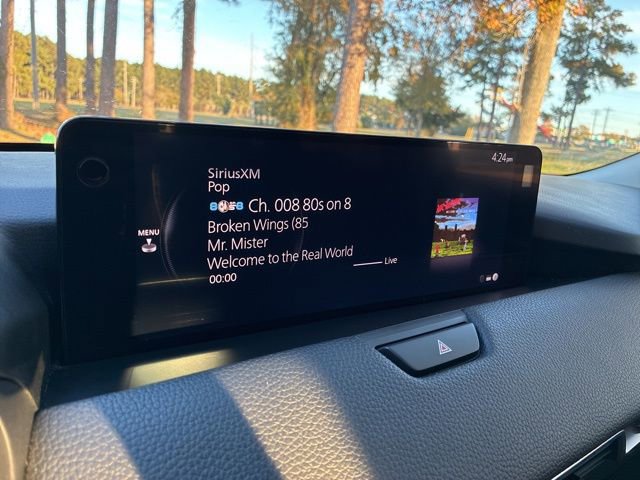 4:24pm
SiriusXM
Pop
Ch. 008 80s on 8
Broken Wings (85
MENU
Mr. Mister
Welcome to the Real World
Live
00:00